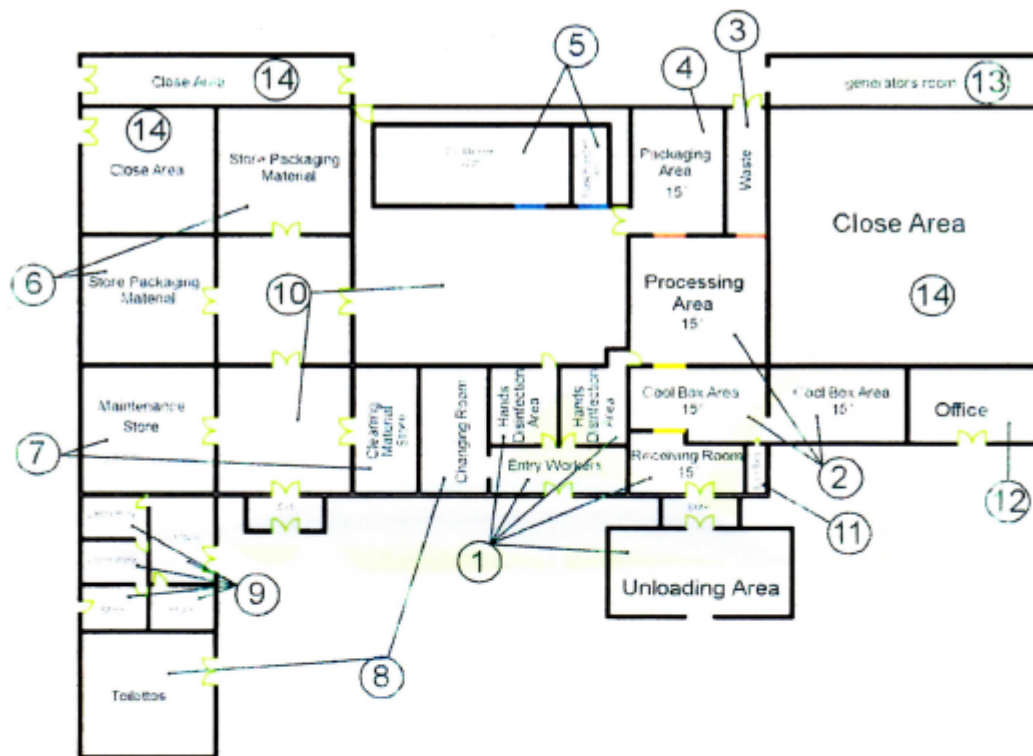 5
3
4
Close Area
14
generators room
13
14
Close Area
Store Packaging
Material
Packaging
Area
15°
Waste
Close Area
14
6
Store Packaging
Material
10
Processing
Area
15°
Maintenance
Store
7
Cleaning
Material
Store
Changing Room
Hands
Disinfection
Area
Hands
Disinfection
Area
Cool Box Area
15°
Cool Box Area
15°
Office
Entry Workers
Receiving Room
15
2
12
11
1
9
Unloading Area
8
Toilettes